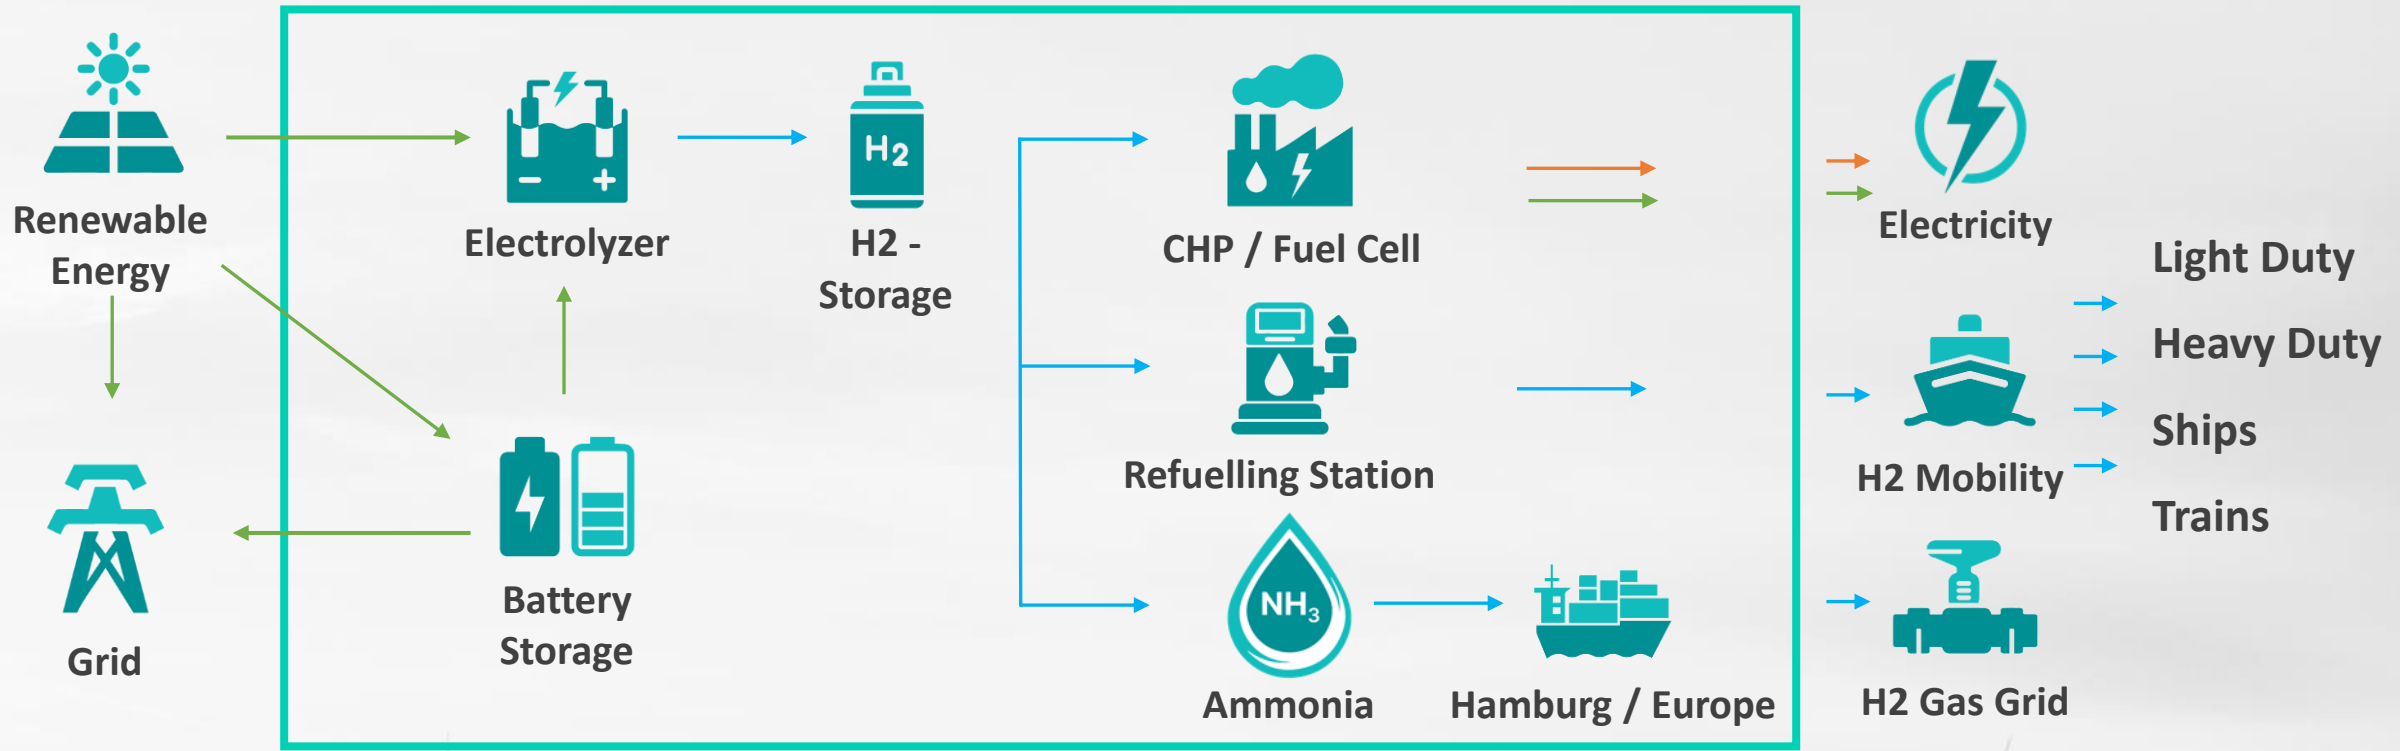 Renewable
Energy
Grid
Electrolyzer
Battery
Storage
H2
H2 -
Storage
CHP / Fuel Cell
Refuelling Station
NH3
Ammonia
Hamburg / Europe
Electricity
H2 Mobility
H2 Gas Grid
Light Duty
Heavy Duty
Ships
Trains